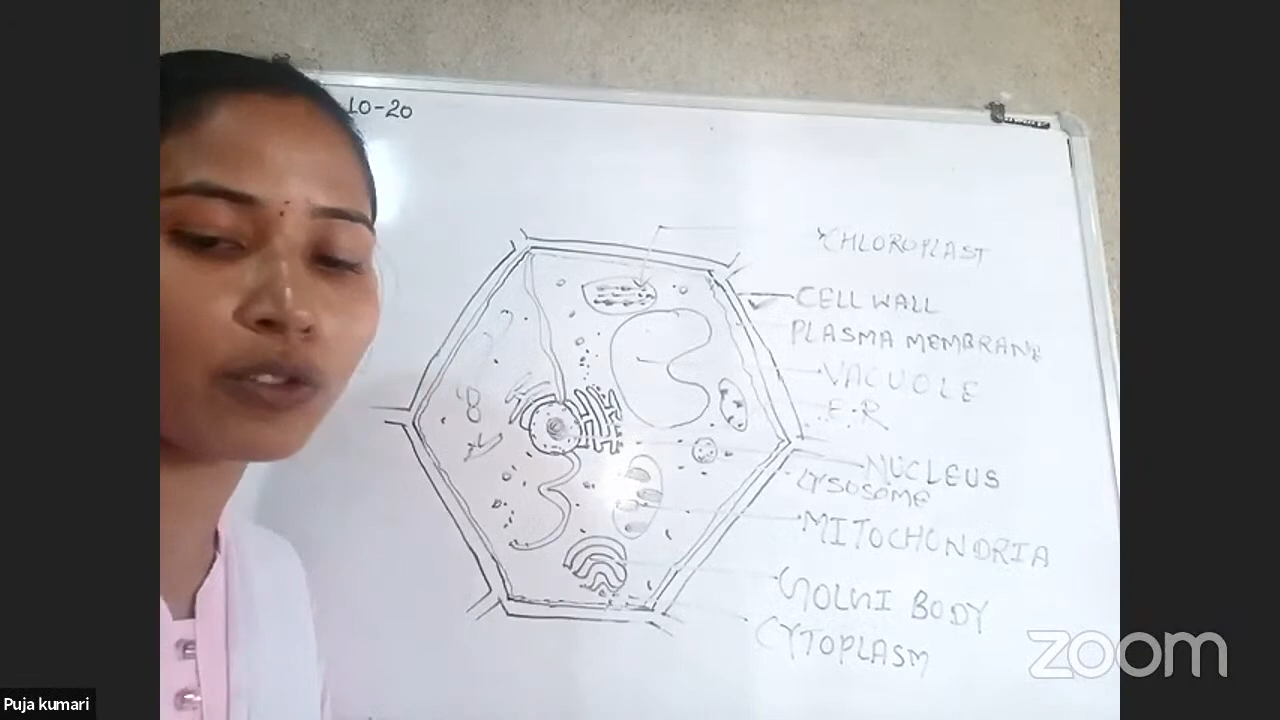 10-20
CHLOROPLAST
CELL WALL
PLASMA MEMBRANE
VACUOLE
E.R
NUCLEUS
LYSOSOME
MITOCHONDRIA
GOLGI BODY
CYTOPLASM
zoom
Puja kumari